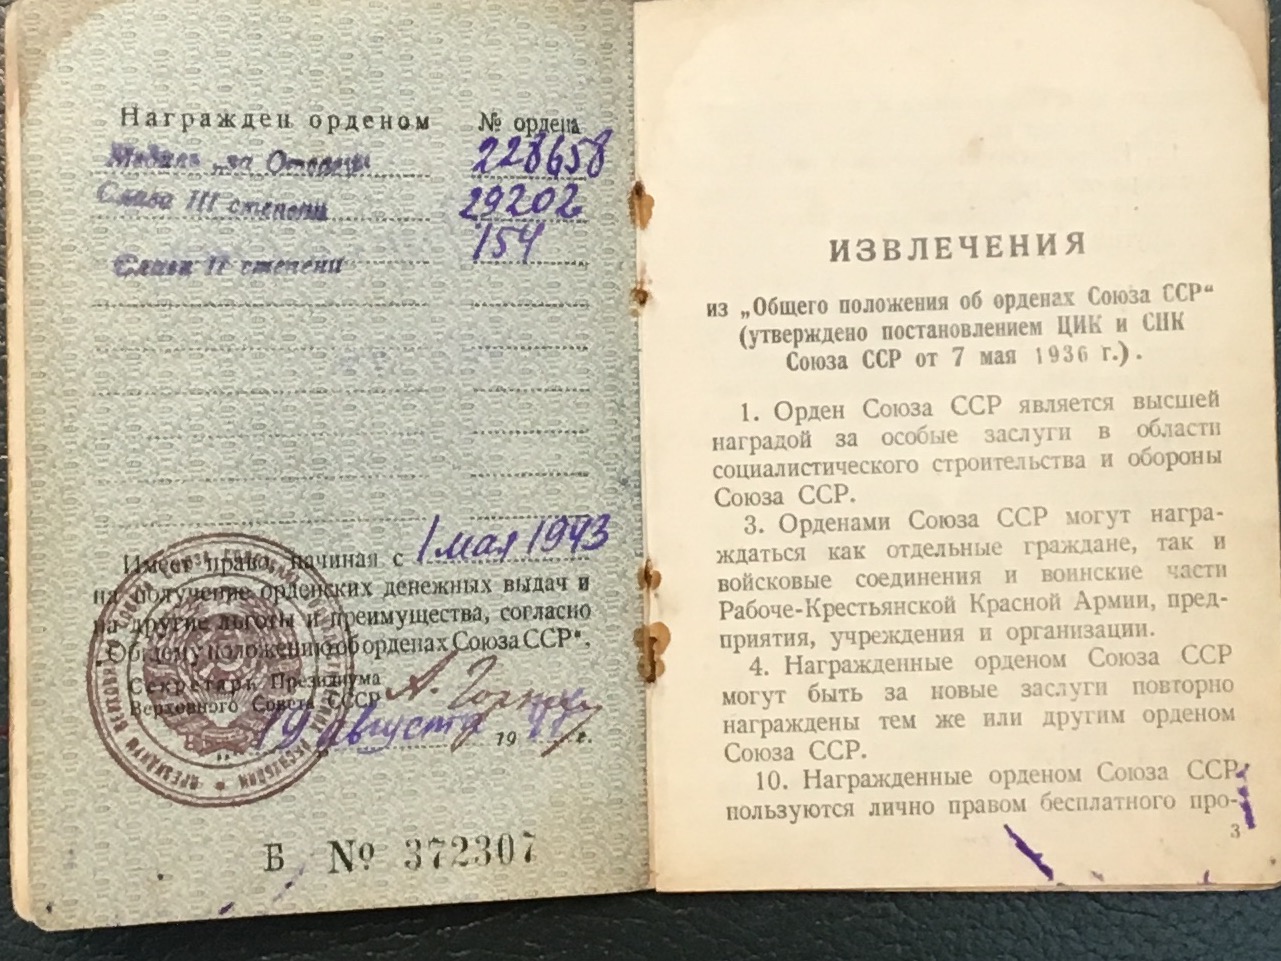 Награжден орденом № ордена
Медаль „за Отвагу“ 228658
Слава III степени 29202
Слава II степени 154
Имеет право, начиная с 1 мая 1943
на получение орденских денежных выдач и
на другие льготы и преимущества, согласно
„Общему положению об орденах Союза ССР“.
Секретарь Президиума
Верховного Совета СССР А. Горкин
19 августа 1944 г.
Б № 372307
ИЗВЛЕЧЕНИЯ
из „Общего положения об орденах Союза ССР“
(утверждено постановлением ЦИК и СНК
Союза ССР от 7 мая 1936 г.).
1. Орден Союза ССР является высшей
наградой за особые заслуги в области
социалистического строительства и обороны
Союза ССР.
3. Орденами Союза ССР могут награ-
ждаться как отдельные граждане, так и
войсковые соединения и воинские части
Рабоче-Крестьянской Красной Армии, пред-
приятия, учреждения и организации.
4. Награжденные орденом Союза ССР
могут быть за новые заслуги повторно
награждены тем же или другим орденом
Союза ССР.
10. Награжденные орденом Союза ССР
пользуются лично правом бесплатного про-
3